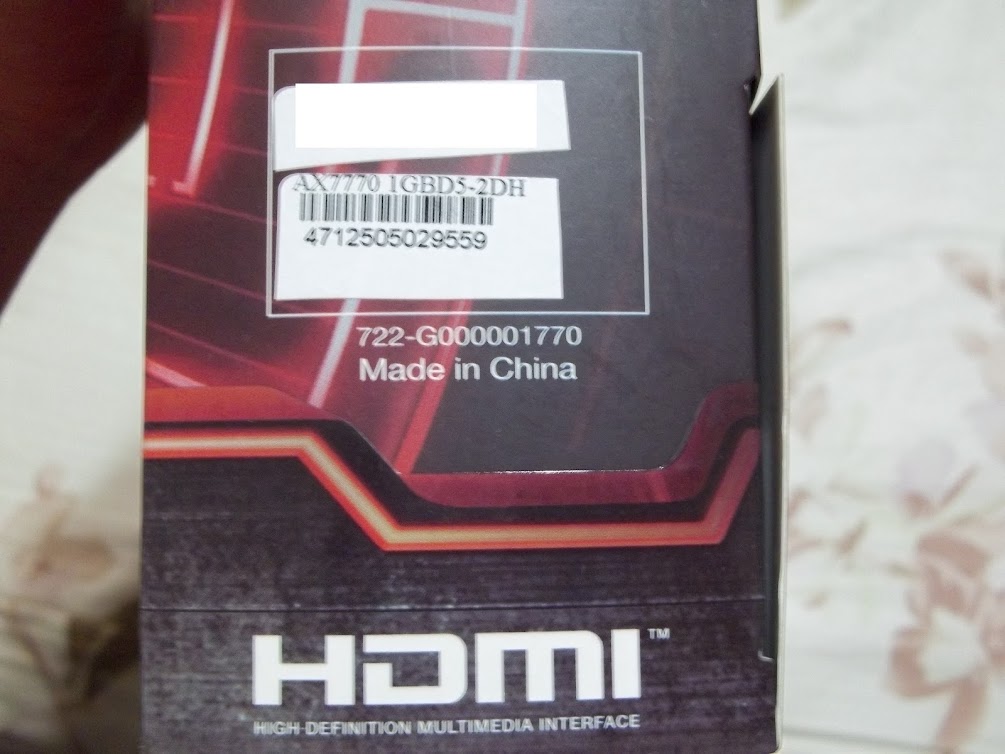 AX7770 1GBD5-2DH
4712505029559
722-G000001770
Made in China
HDMI™
HIGH-DEFINITION MULTIMEDIA INTERFACE